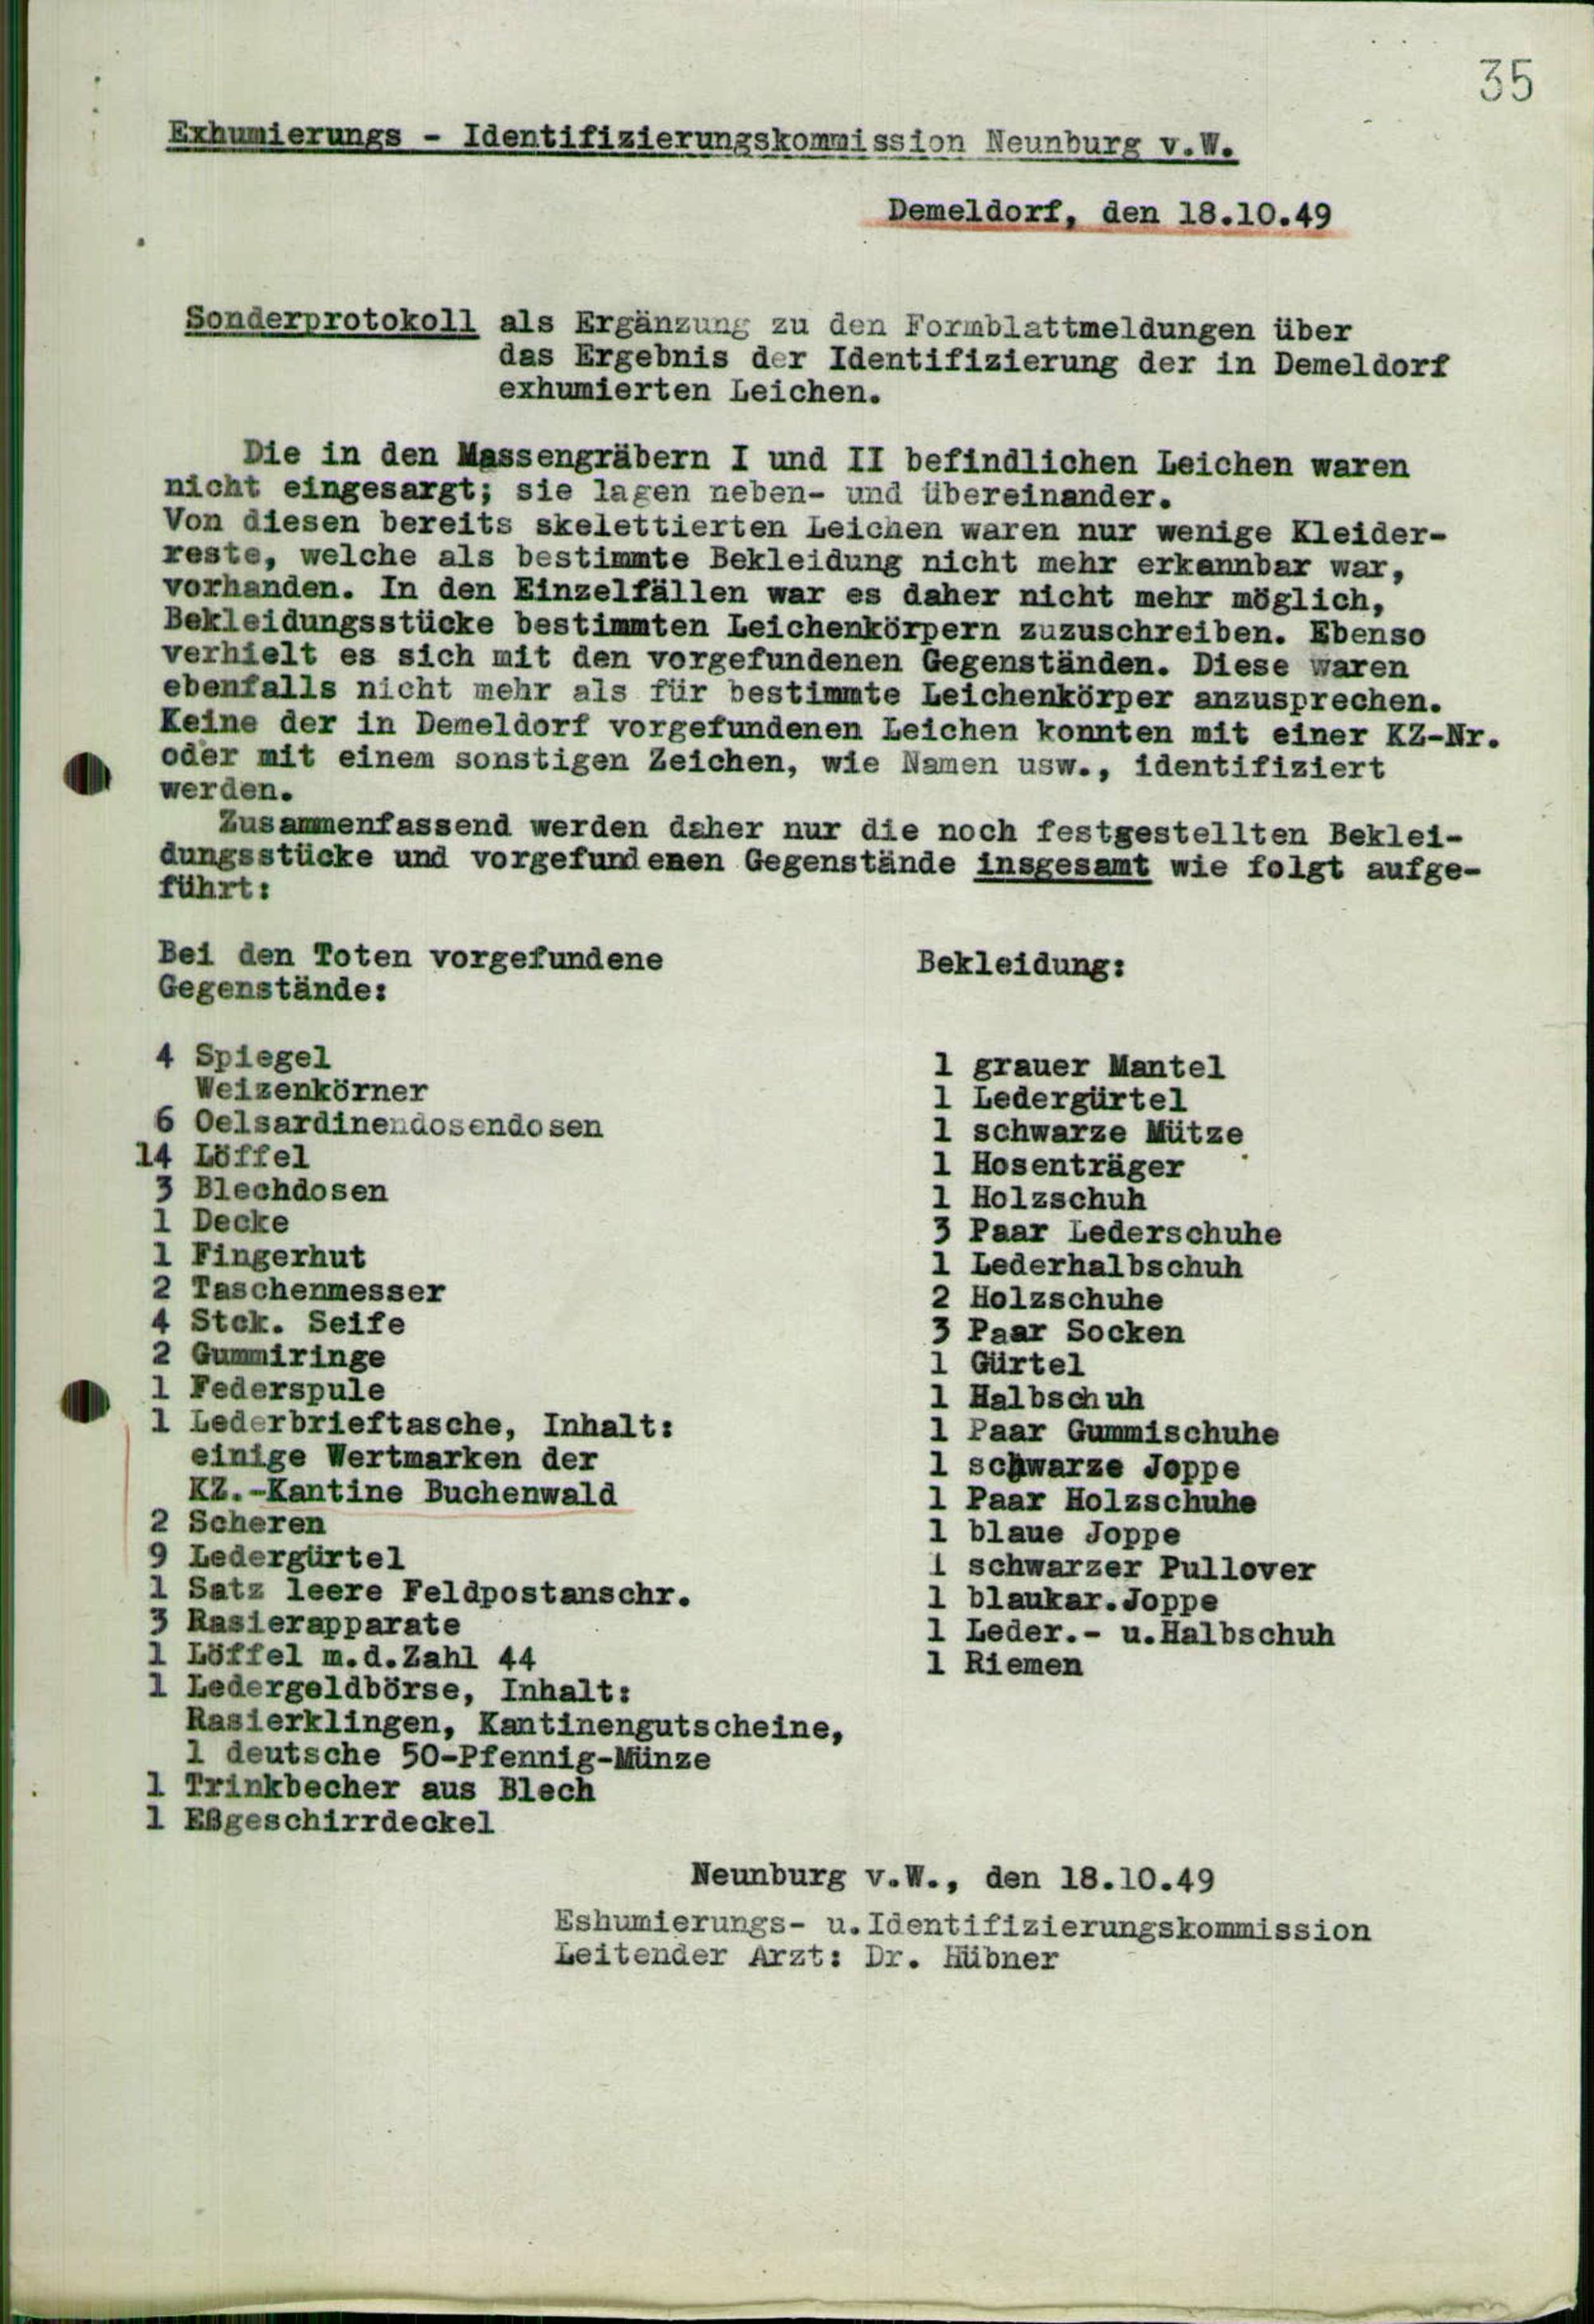 35
Exhumierungs - Identifizierungskommission Neunburg v.W.
Demeldorf, den 18.10.49
Sonderprotokoll als Ergänzung zu den Formblattmeldungen über
das Ergebnis der Identifizierung der in Demeldorf
exhumierten Leichen.
Die in den Massengräbern I und II befindlichen Leichen waren
nicht eingesargt; sie lagen neben- und übereinander.
Von diesen bereits skelettierten Leichen waren nur wenige Kleider-
reste, welche als bestimmte Bekleidung nicht mehr erkannbar war,
vorhanden. In den Einzelfällen war es daher nicht mehr möglich,
Bekleidungsstücke bestimmten Leichenkörpern zuzuschreiben. Ebenso
verhielt es sich mit den vorgefundenen Gegenständen. Diese waren
ebenfalls nicht mehr als für bestimmte Leichenkörper anzusprechen.
Keine der in Demeldorf vorgefundenen Leichen konnten mit einer KZ-Nr.
oder mit einem sonstigen Zeichen, wie Namen usw., identifiziert
werden.
Zusammenfassend werden daher nur die noch festgestellten Beklei-
dungsstücke und vorgefundenen Gegenstände insgesamt wie folgt aufge-
führt:
Bei den Toten vorgefundene
Gegenstände:
4 Spiegel
Weizenkörner
6 Oelsardinendosendosen
14 Löffel
3 Blechdosen
1 Decke
1 Fingerhut
2 Taschenmesser
4 Stck. Seife
2 Gummiringe
1 Federspule
1 Lederbrieftasche, Inhalt:
einige Wertmarken der
KZ.-Kantine Buchenwald
2 Scheren
9 Ledergürtel
1 Satz leere Feldpostanschr.
3 Rasierapparate
1 Löffel m.d.Zahl 44
1 Ledergeldbörse, Inhalt:
Rasierklingen, Kantinengutscheine,
1 deutsche 50-Pfennig-Münze
1 Trinkbecher aus Blech
1 Eßgeschirrdeckel
Bekleidung:
1 grauer Mantel
1 Ledergürtel
1 schwarze Mütze
1 Hosenträger
1 Holzschuh
3 Paar Lederschuhe
1 Lederhalbschuh
2 Holzschuhe
3 Paar Socken
1 Gürtel
1 Halbschuh
1 Paar Gummischuhe
1 schwarze Joppe
1 Paar Holzschuhe
1 blaue Joppe
1 schwarzer Pullover
1 blaukar.Joppe
1 Leder.- u.Halbschuh
1 Riemen
Neunburg v.W., den 18.10.49
Eshumierungs- u.Identifizierungskommission
Leitender Arzt: Dr. Hübner